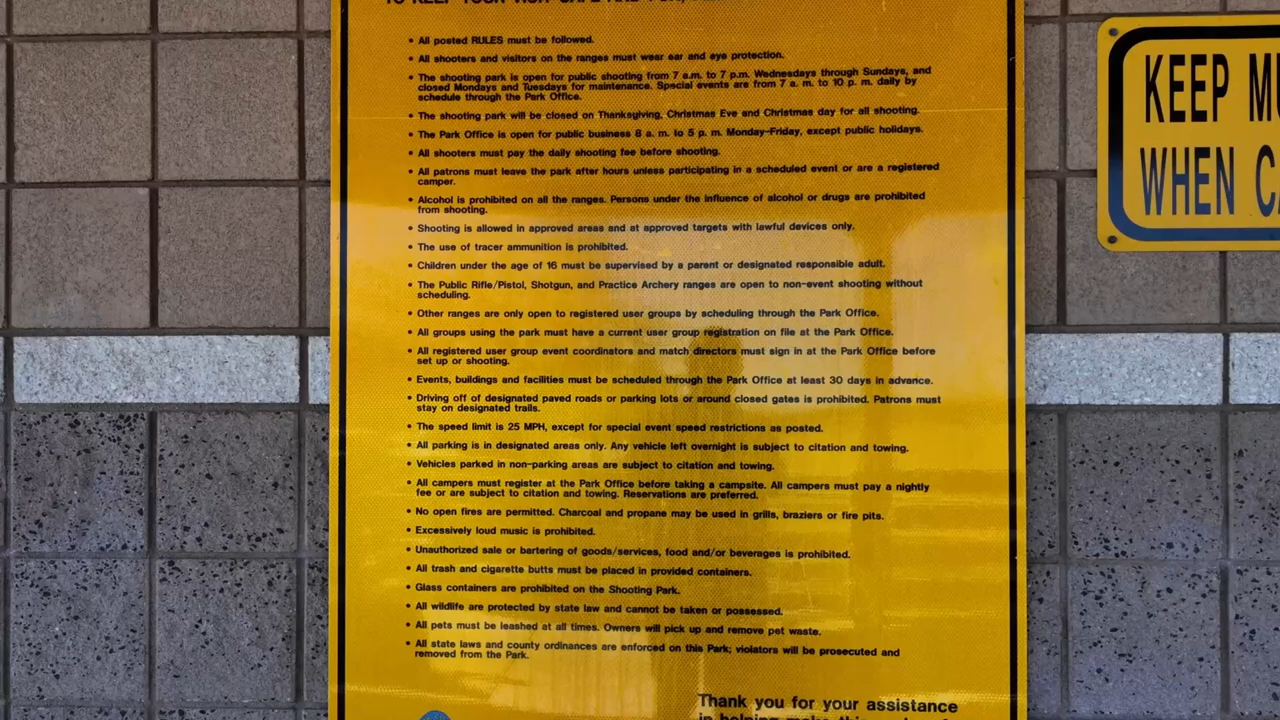 • All posted RULES must be followed.
• All shooters and visitors on the ranges must wear ear and eye protection.
• The shooting park is open for public shooting from 7 a.m. to 7 p.m. Wednesdays through Sundays, and
closed Mondays and Tuesdays for maintenance. Special events are from 7 a. m. to 10 p. m. daily by
schedule through the Park Office.
• The shooting park will be closed on Thanksgiving, Christmas Eve and Christmas day for all shooting.
• The Park Office is open for public business 8 a. m. to 5 p. m. Monday-Friday, except public holidays.
• All shooters must pay the daily shooting fee before shooting.
• All patrons must leave the park after hours unless participating in a scheduled event or are a registered
camper.
• Alcohol is prohibited on all the ranges. Persons under the influence of alcohol or drugs are prohibited
from shooting.
• Shooting is allowed in approved areas and at approved targets with lawful devices only.
• The use of tracer ammunition is prohibited.
• Children under the age of 16 must be supervised by a parent or designated responsible adult.
• The Public Rifle/Pistol, Shotgun, and Practice Archery ranges are open to non-event shooting without
scheduling.
• Other ranges are only open to registered user groups by scheduling through the Park Office.
• All groups using the park must have a current user group registration on file at the Park Office.
• All registered user group event coordinators and match directors must sign in at the Park Office before
set up or shooting.
• Events, buildings and facilities must be scheduled through the Park Office at least 30 days in advance.
• Driving off of designated paved roads or parking lots or around closed gates is prohibited. Patrons must
stay on designated trails.
• The speed limit is 25 MPH, except for special event speed restrictions as posted.
• All parking is in designated areas only. Any vehicle left overnight is subject to citation and towing.
• Vehicles parked in non-parking areas are subject to citation and towing.
• All campers must register at the Park Office before taking a campsite. All campers must pay a nightly
fee or are subject to citation and towing. Reservations are preferred.
• No open fires are permitted. Charcoal and propane may be used in grills, braziers or fire pits.
• Excessively loud music is prohibited.
• Unauthorized sale or bartering of goods/services, food and/or beverages is prohibited.
• All trash and cigarette butts must be placed in provided containers.
• Glass containers are prohibited on the Shooting Park.
• All wildlife are protected by state law and cannot be taken or possessed.
• All pets must be leashed at all times. Owners will pick up and remove pet waste.
• All state laws and county ordinances are enforced on this Park; violators will be prosecuted and
removed from the Park.
Thank you for your assistance
KEEP
WHEN